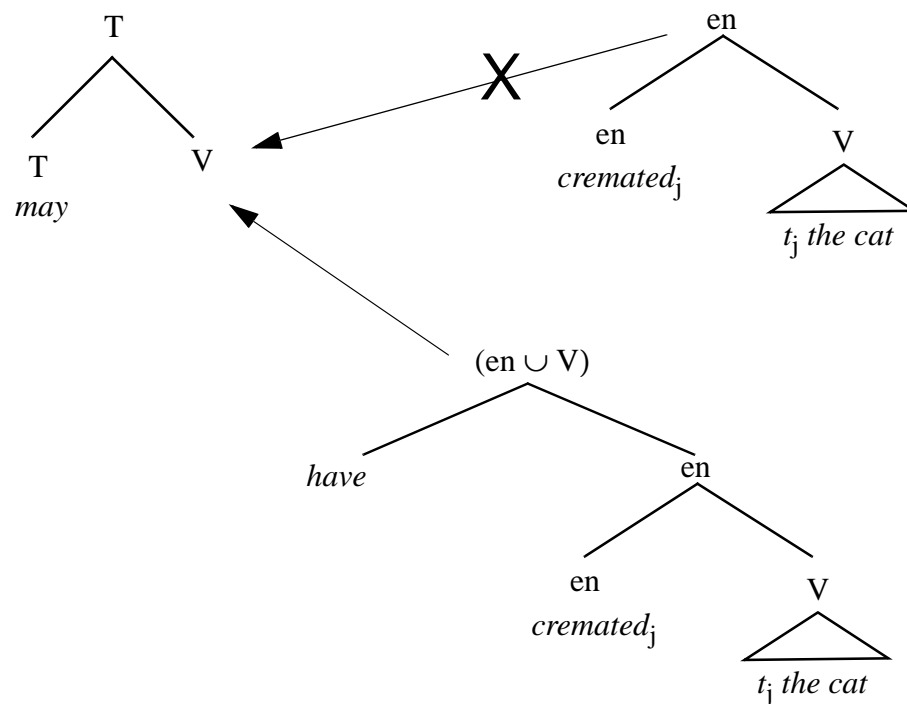 T
en
X
T
V
en
V
may
cremated_j
t_j the cat
(en ∪ V)
have
en
en
V
cremated_j
t_j the cat